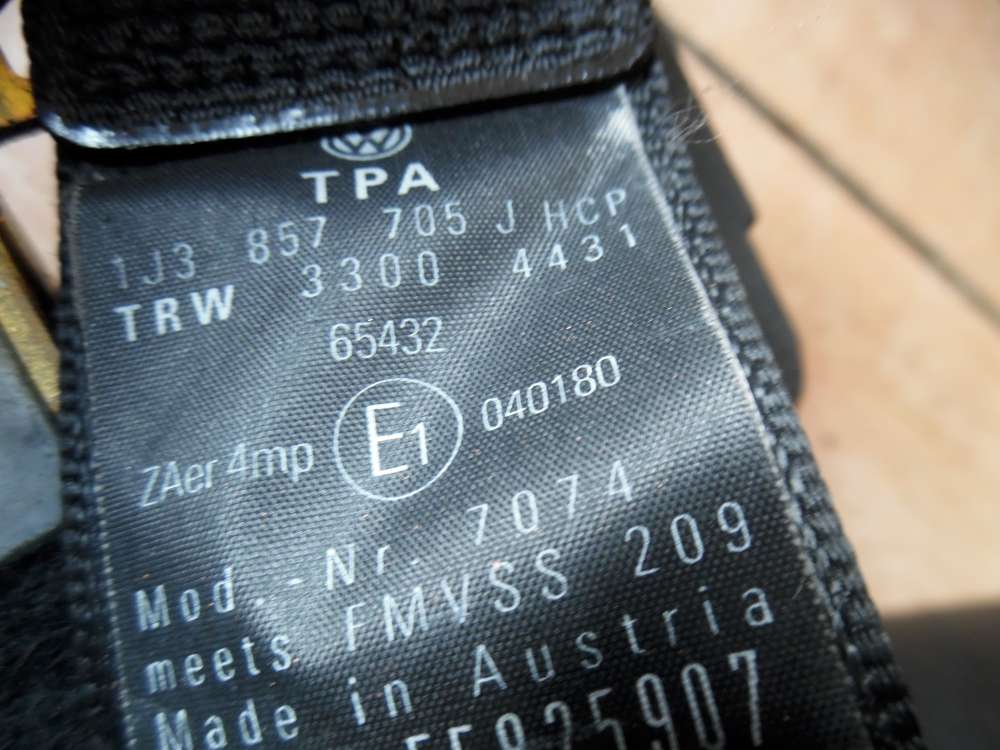 TPA
1J3 857 705 J HCP
TRW 3300 4431
65432
ZAer 4mp E1 040180
Mod.-Nr. 7074
meets FMVSS 209
Made in Austria
55825907